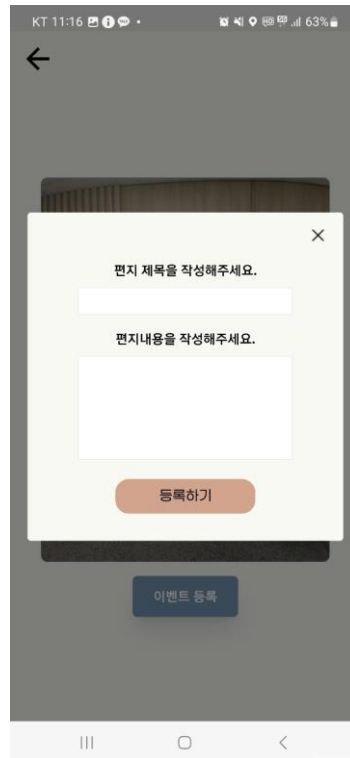 KT 11:16
63%
편지 제목을 작성해주세요.
편지내용을 작성해주세요.
등록하기
이벤트 등록